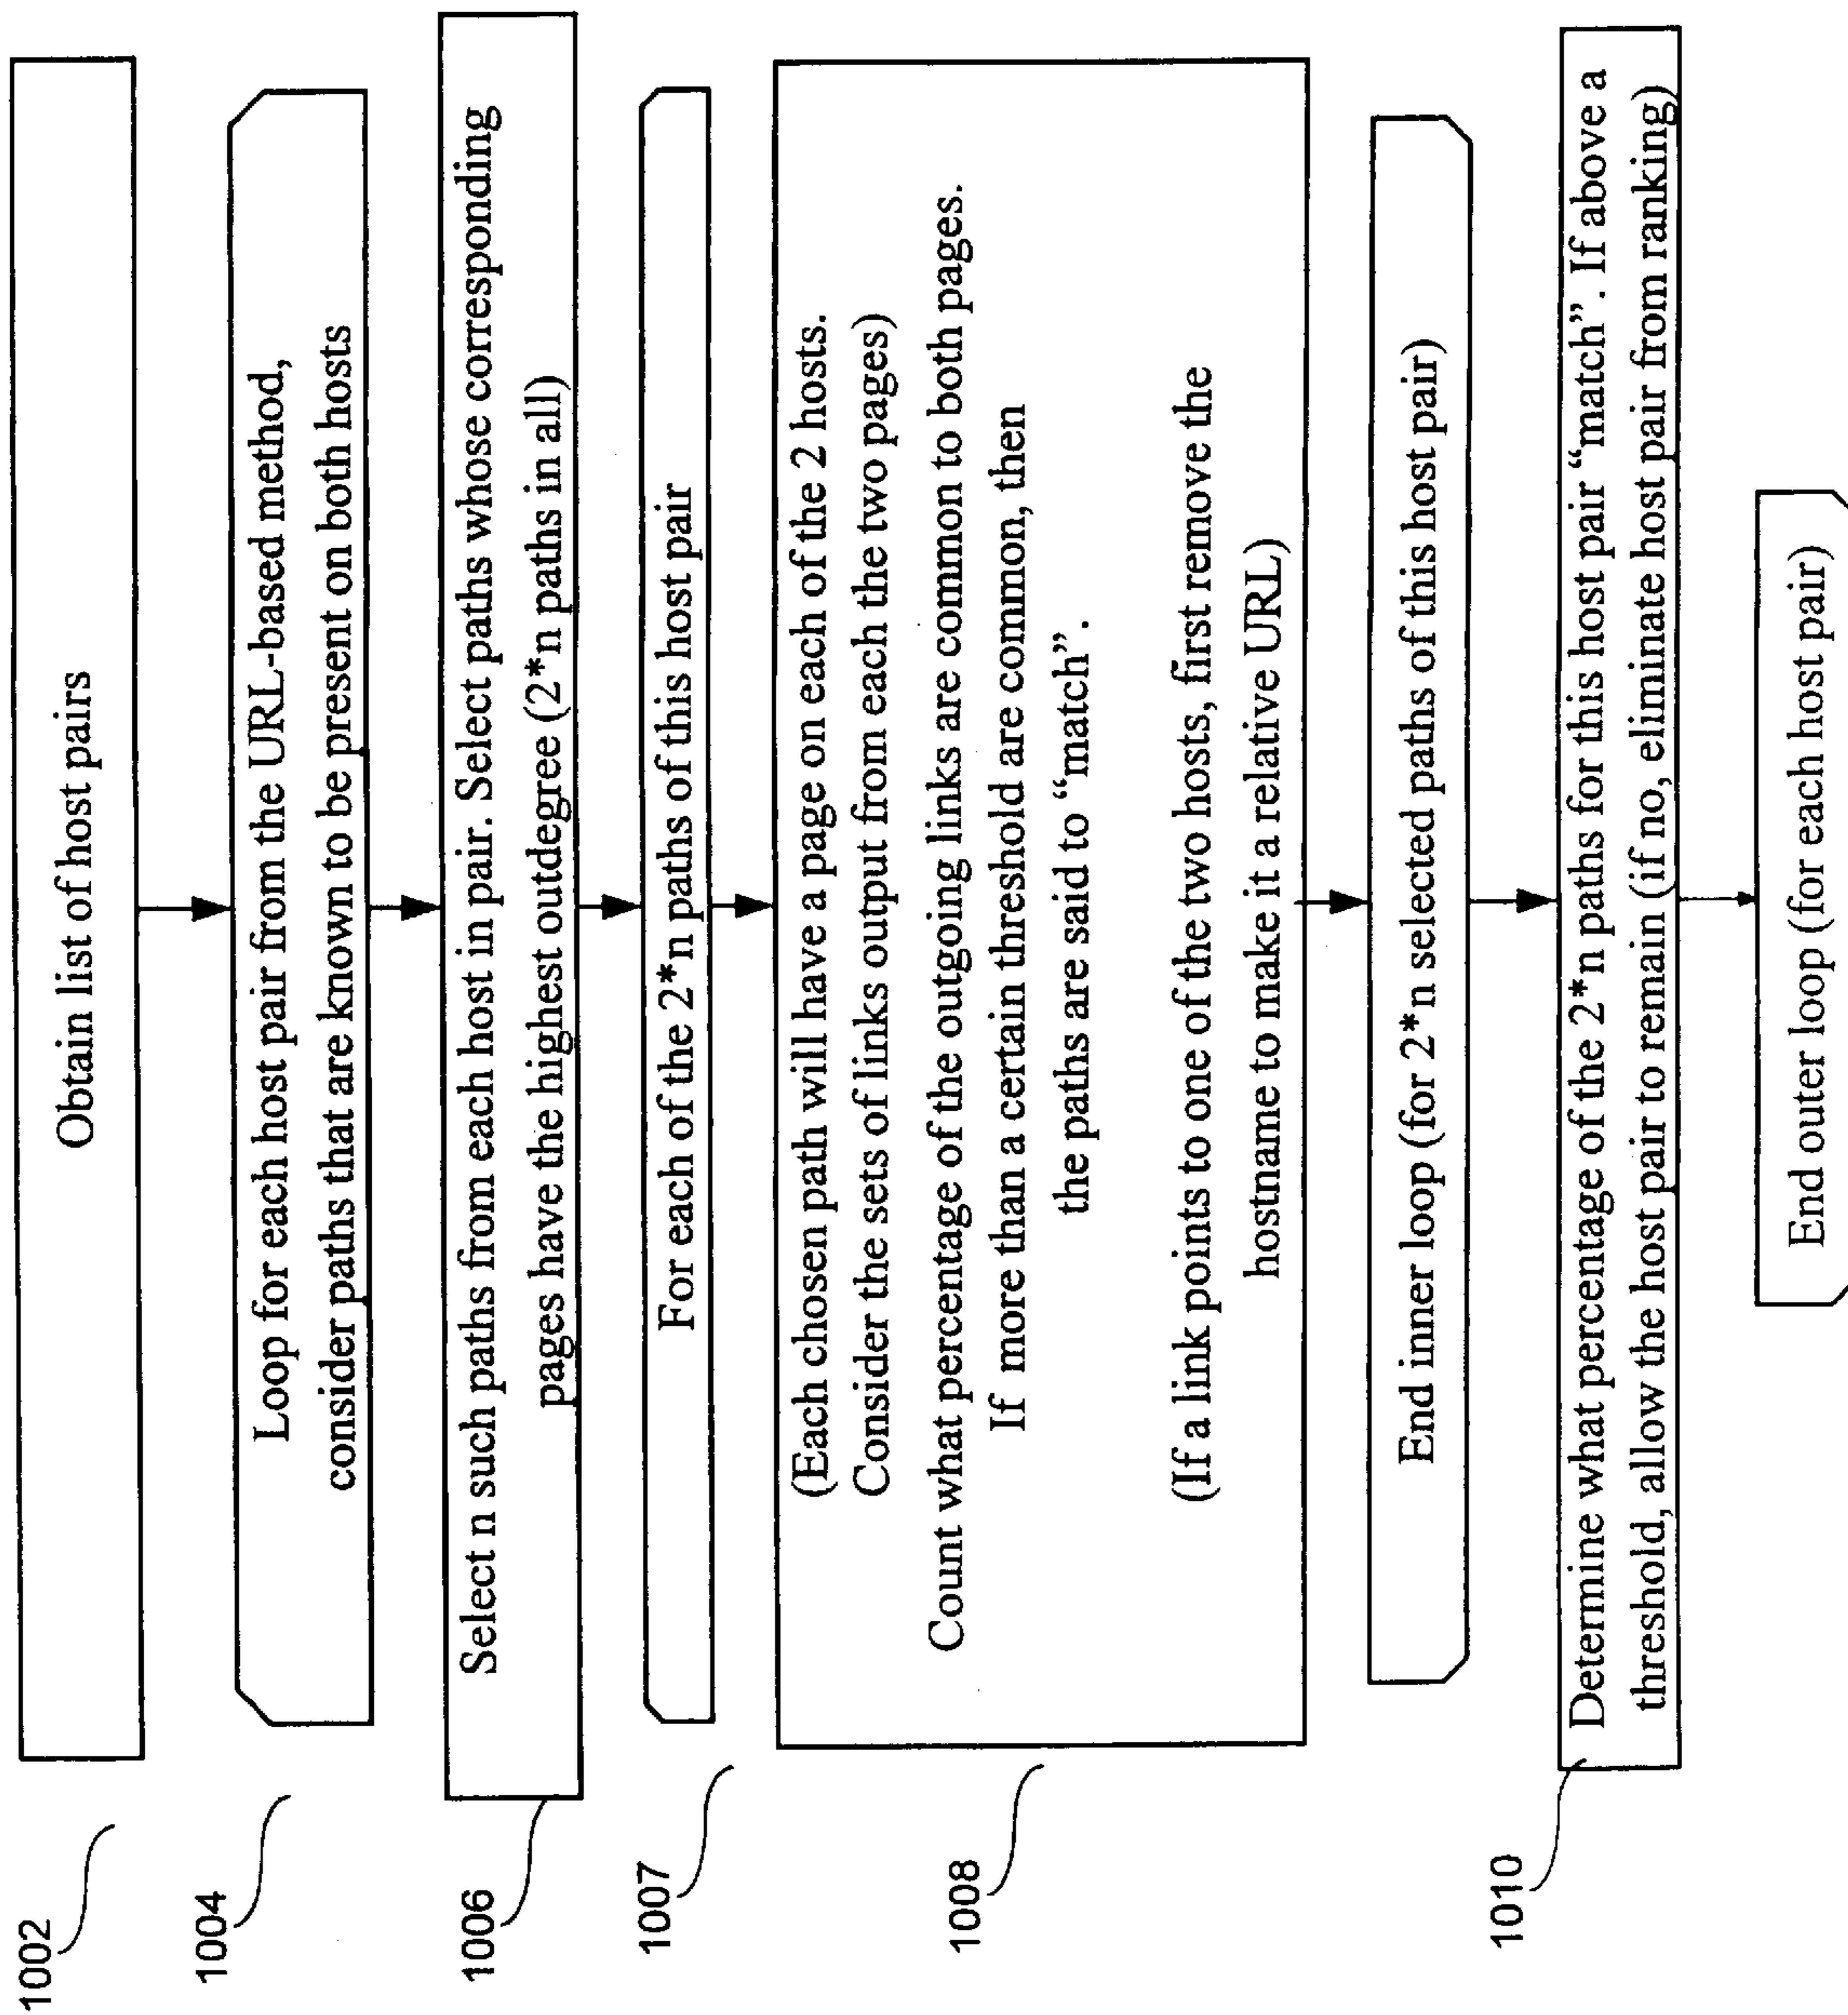 1002
Obtain list of host pairs
1004
Loop for each host pair from the URL-based method,
consider paths that are known to be present on both hosts
1006
Select n such paths from each host in pair. Select paths whose corresponding
pages have the highest outdegree (2*n paths in all)
1007
For each of the 2*n paths of this host pair
1008
(Each chosen path will have a page on each of the 2 hosts.
Consider the sets of links output from each the two pages)
Count what percentage of the outgoing links are common to both pages.
If more than a certain threshold are common, then
the paths are said to “match”.
(If a link points to one of the two hosts, first remove the
hostname to make it a relative URL)
End inner loop (for 2*n selected paths of this host pair)
1010
Determine what percentage of the 2*n paths for this host pair “match”. If above a
threshold, allow the host pair to remain (if no, eliminate host pair from ranking)
End outer loop (for each host pair)